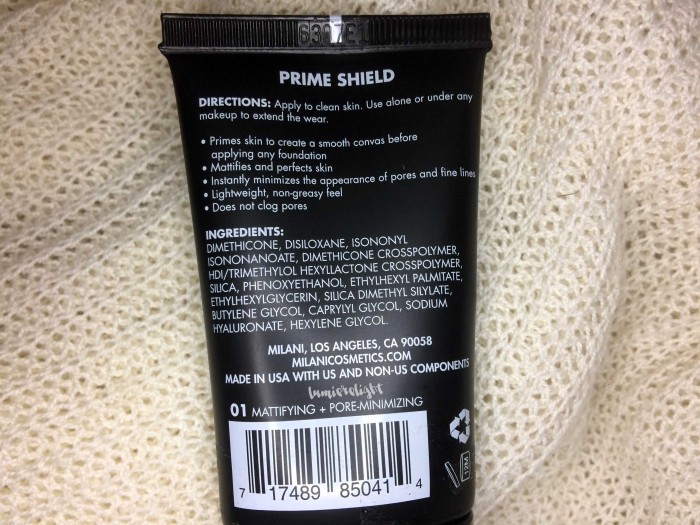 PRIME SHIELD
DIRECTIONS: Apply to clean skin. Use alone or under any
makeup to extend the wear.
• Primes skin to create a smooth convas before
applying any foundation
• Mattifies and perfects skin
• Instantly minimizes the appearance of pores and fine lines
• Lightweight, non-greasy feel
• Does not clog pores
INGREDIENTS:
DIMETHICONE, DISILOXANE, ISONONYL
ISONONANOATE, DIMETHICONE CROSSPOLYMER,
HDI/TRIMETHYLOL HEXYLLACTONE CROSSPOLYMER,
SILICA, PHENOXYETHANOL, ETHYLHEXYL PALMITATE,
ETHYLHEXYLGLYCERIN, SILICA DIMETHYL SILYLATE,
BUTYLENE GLYCOL, CAPRYLYL GLYCOL, SODIUM
HYALURONATE, HEXYLENE GLYCOL.
MILANI, LOS ANGELES, CA 90058
MILANICOSMETICS.COM
MADE IN USA WITH US AND NON-US COMPONENTS
lumierelight
01 MATTIFYING + PORE-MINIMIZING
7 17489 85041 4
12M